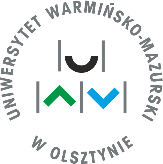 UNIWERSYTET WARMIŃSKO-MAZURSKI
W OLSZTYNIE